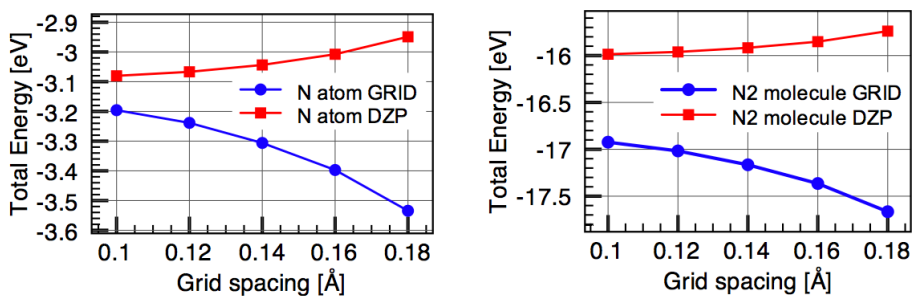 Total Energy [eV]
-2.9
-3
-3.1
-3.2
-3.3
-3.4
-3.5
-3.6
N atom GRID
N atom DZP
0.1 0.12 0.14 0.16 0.18
Grid spacing [Å]
Total Energy [eV]
-16
-16.5
-17
-17.5
N2 molecule GRID
N2 molecule DZP
0.1 0.12 0.14 0.16 0.18
Grid spacing [Å]